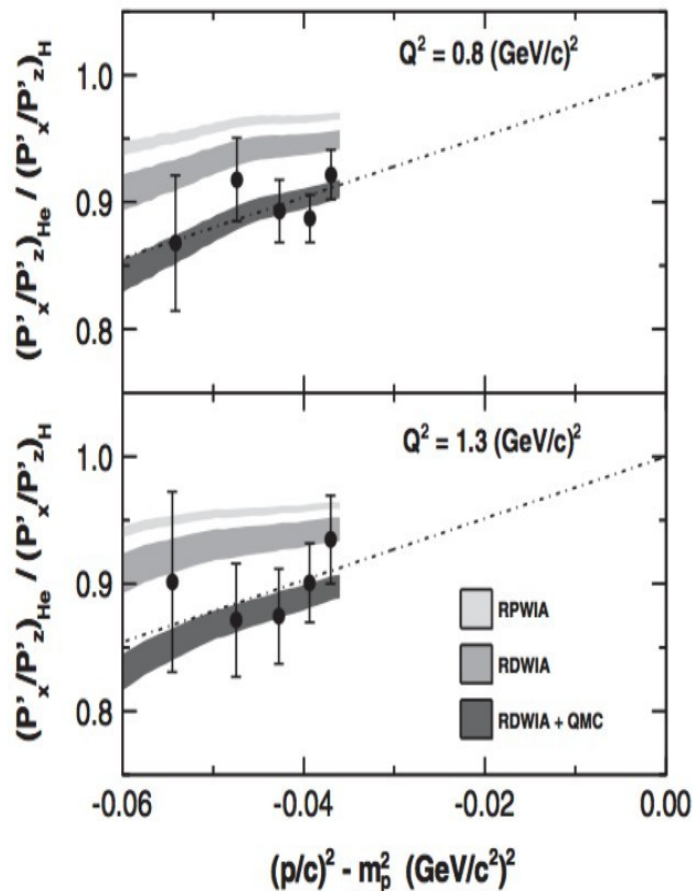 Q² = 0.8 (GeV/c)²
(P'x/P'z)He / (P'x/P'z)H
1.0
0.9
0.8
Q² = 1.3 (GeV/c)²
(P'x/P'z)He / (P'x/P'z)H
1.0
0.9
0.8
RPWIA
RDWIA
RDWIA + QMC
-0.06
-0.04
-0.02
0.00
(p/c)² - m²p (GeV/c²)²